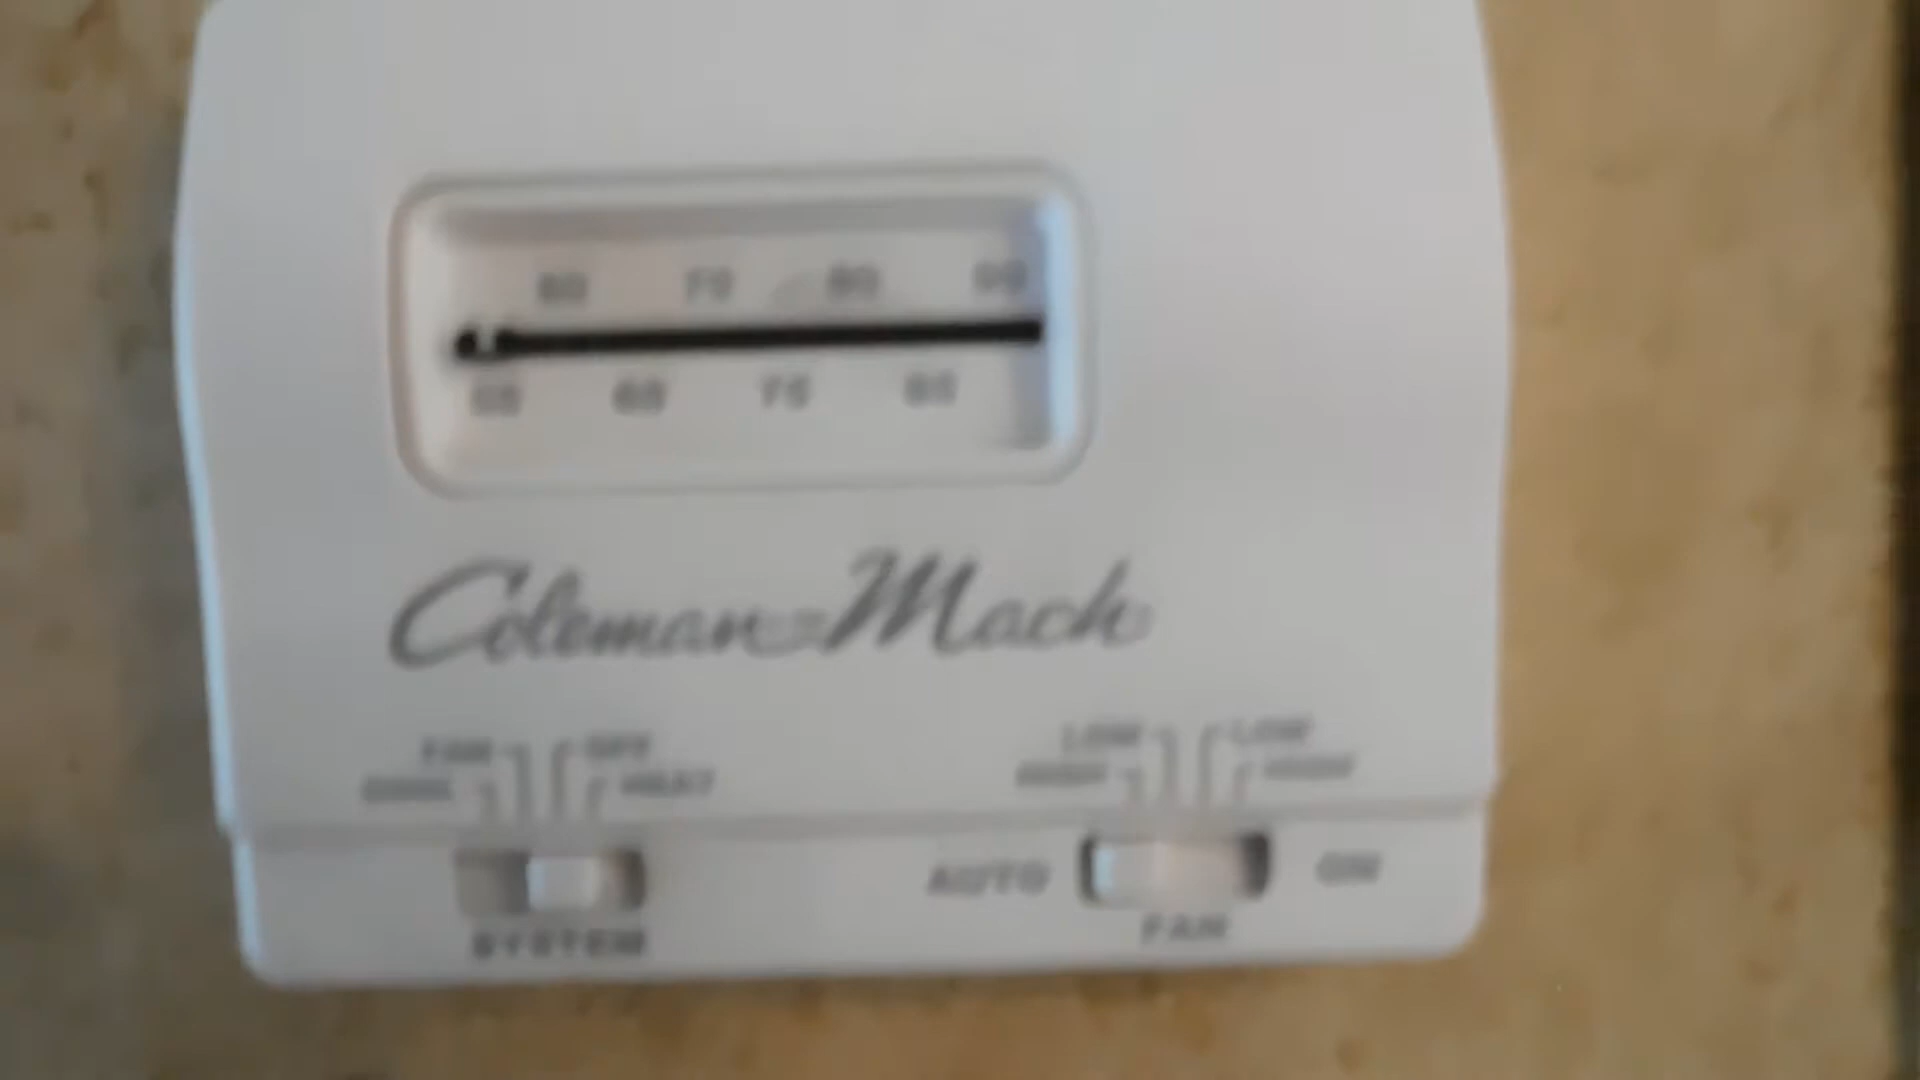 60 70 80 90
55 65 75 85
Coleman-Mach
FAN OFF
COOL HEAT
LOW LOW
HIGH HIGH
AUTO ON
SYSTEM FAN